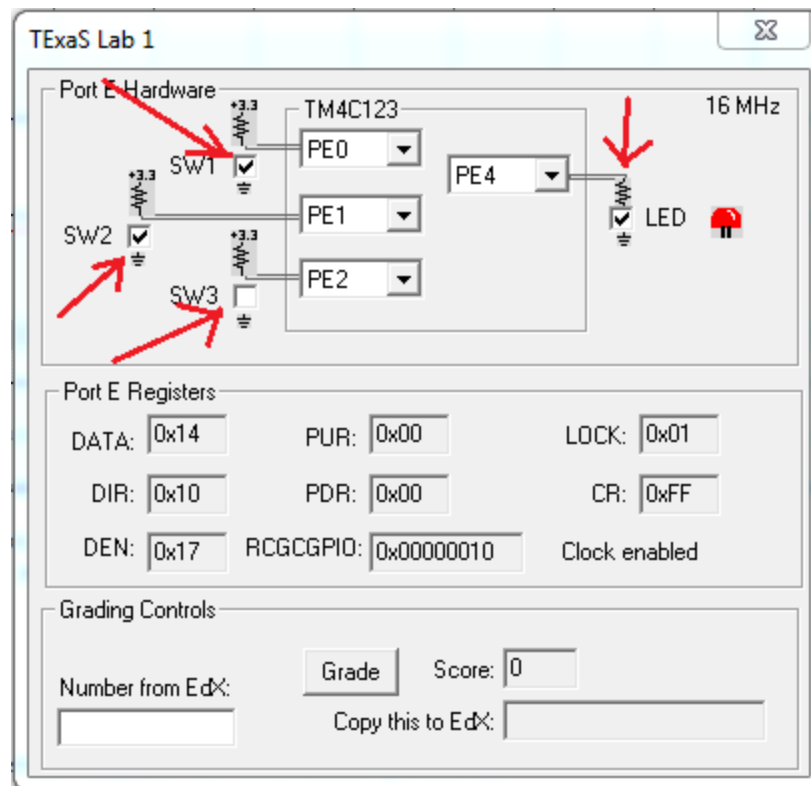 TExaS Lab 1
Port E Hardware
TM4C123
16 MHz
+3.3
SW1
PE0
PE4
+3.3
SW2
PE1
LED
+3.3
SW3
PE2
Port E Registers
DATA: 0x14 PUR: 0x00 LOCK: 0x01
DIR: 0x10 PDR: 0x00 CR: 0xFF
DEN: 0x17 RCGCGPIO: 0x00000010 Clock enabled
Grading Controls
Number from EdX:
Grade Score: 0
Copy this to EdX: